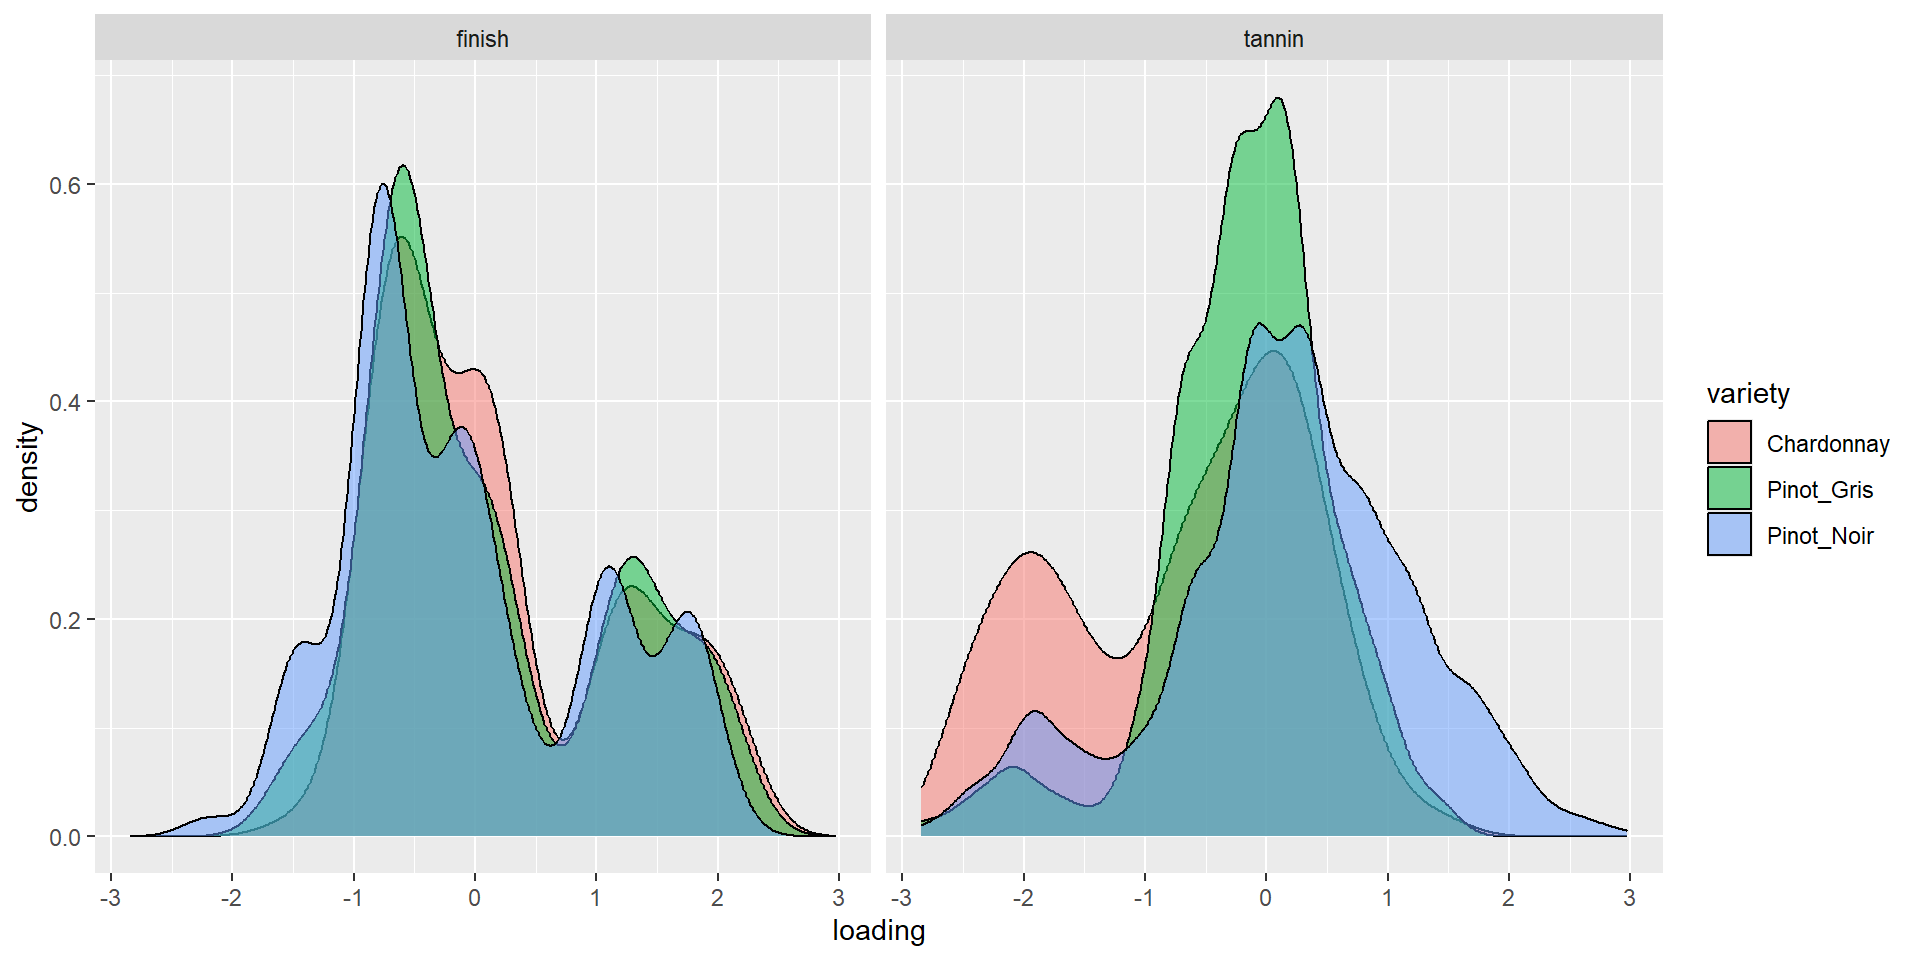 finish
tannin
density
0.6
0.4
0.2
0.0
-3 -2 -1 0 1 2 3
-3 -2 -1 0 1 2 3
loading
variety
Chardonnay
Pinot_Gris
Pinot_Noir